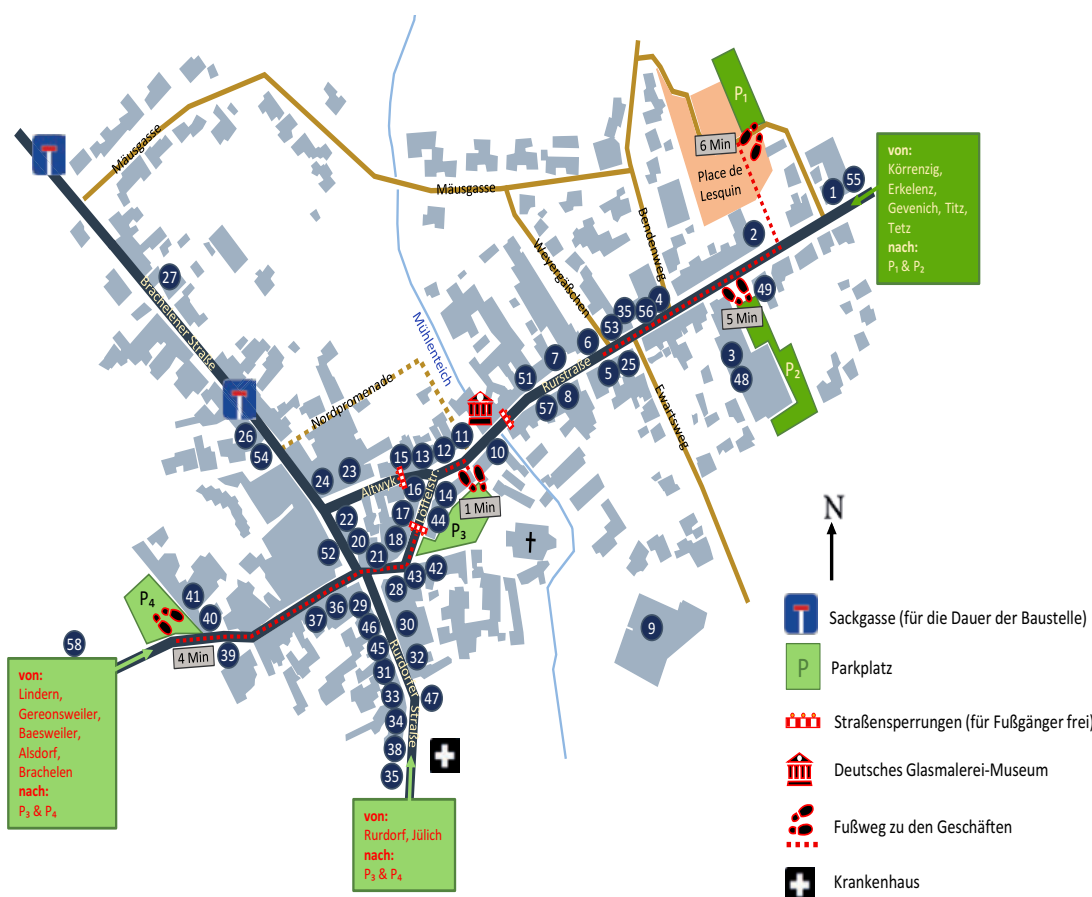 P₁
6 Min
Place de
Lesquin
von:
Körrenzig,
Erkelenz,
Gevenich, Titz,
Tetz
nach:
P₁ & P₂
55
1
2
Mäusgasse
Mäusgasse
Bendenweg
Weyergäßchen
27
Brachelener Straße
Mühlenteich
49
5 Min
P₂
3
48
4
56
35
53
6
7
51
Rurstraße
5
25
8
57
Ewartsweg
Nordpromenade
26
54
24
23
15
13
12
11
10
Altwyk
16
14
Löffelstr.
1 Min
17
44
P₃
22
20
18
52
21
43
42
28
P₄
41
40
37
36
29
46
30
58
4 Min
39
45
32
31
Rurdorfer
Straße
33
47
34
38
35
9
von:
Lindern,
Gereonsweiler,
Baesweiler,
Alsdorf,
Brachelen
nach:
P₃ & P₄
von:
Rurdorf, Jülich
nach:
P₃ & P₄
N
Sackgasse (für die Dauer der Baustelle)
P
Parkplatz
Straßensperrungen (für Fußgänger frei)
Deutsches Glasmalerei-Museum
Fußweg zu den Geschäften
Krankenhaus